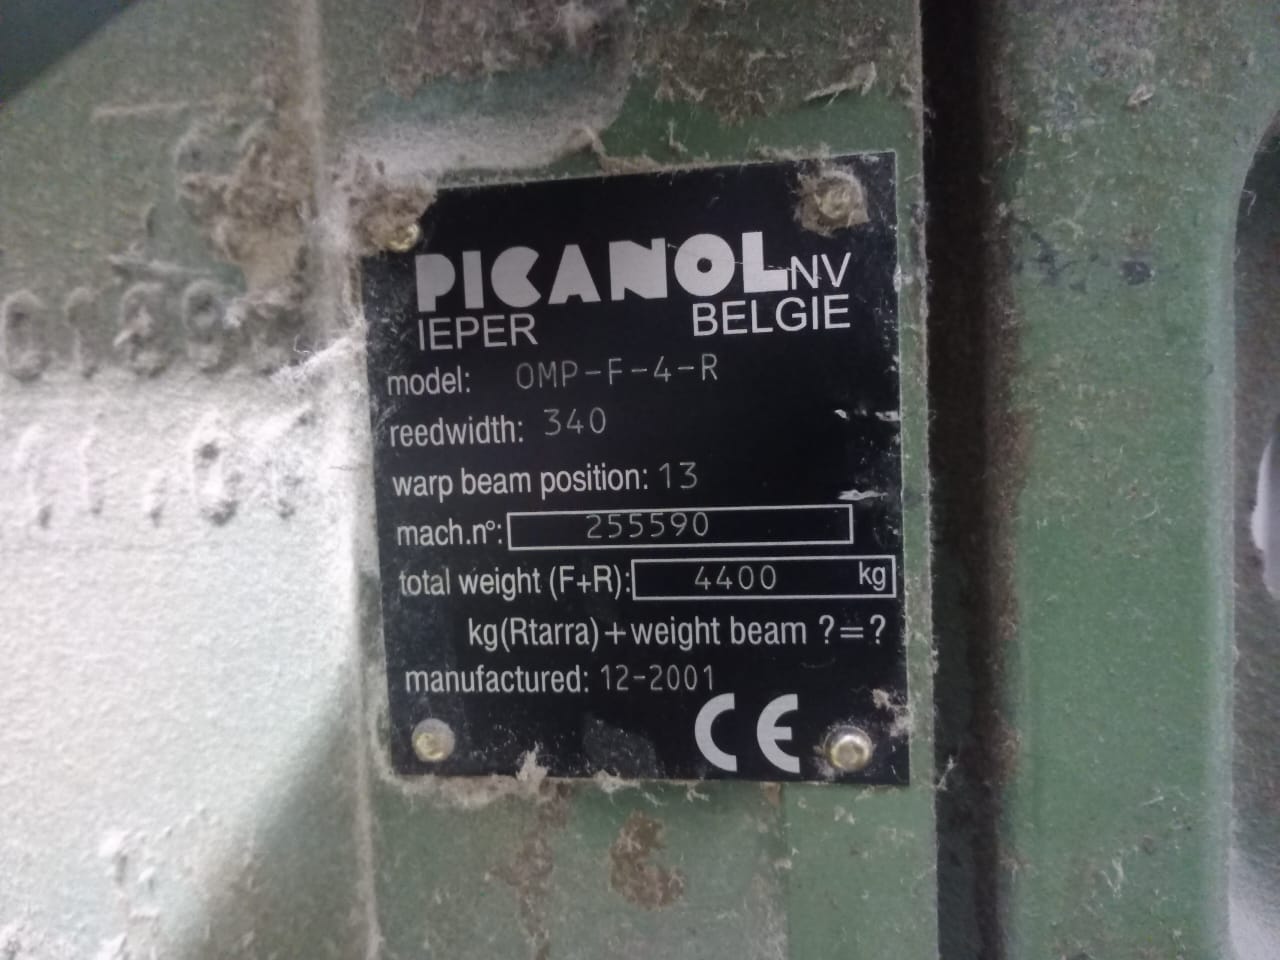 PICANOL NV
IEPER BELGIE
model: OMP-F-4-R
reedwidth: 340
warp beam position: 13
mach.n°: 255590
total weight (F+R): 4400 kg
kg(Rtarra)+weight beam ?=?
manufactured: 12-2001
CE